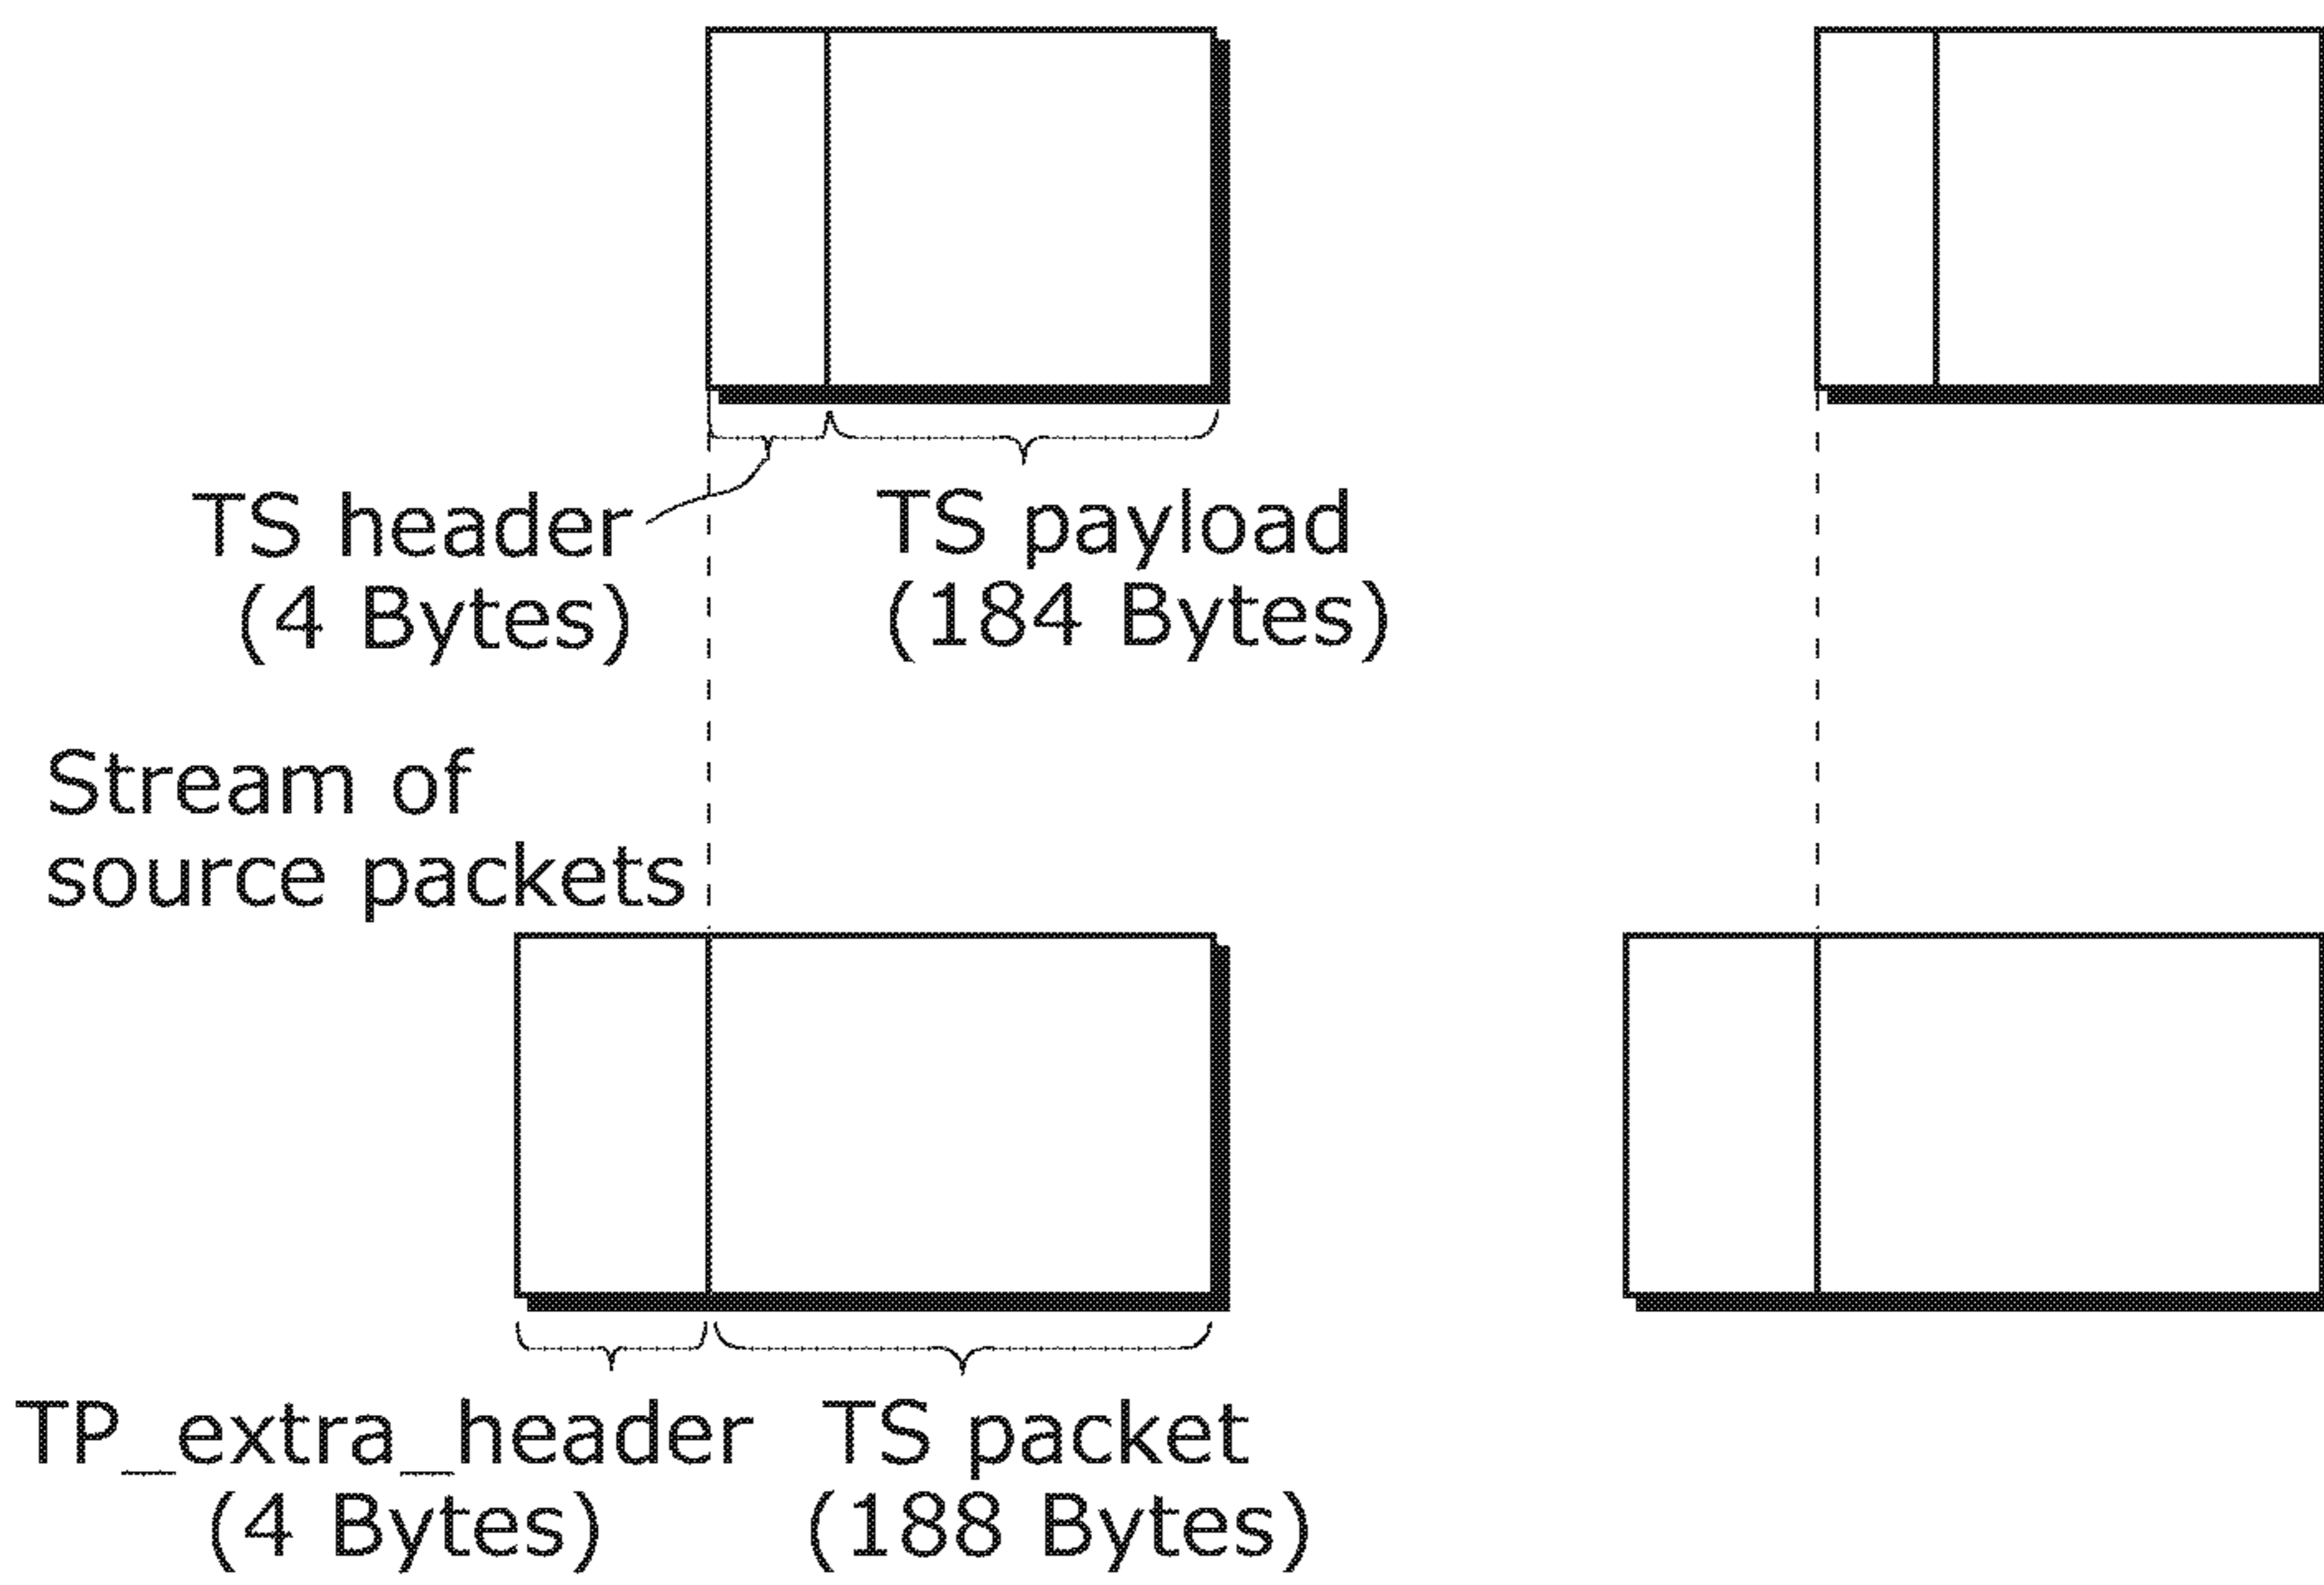 TS header
(4 Bytes)
TS payload
(184 Bytes)
Stream of
source packets
TP_extra_header
(4 Bytes)
TS packet
(188 Bytes)